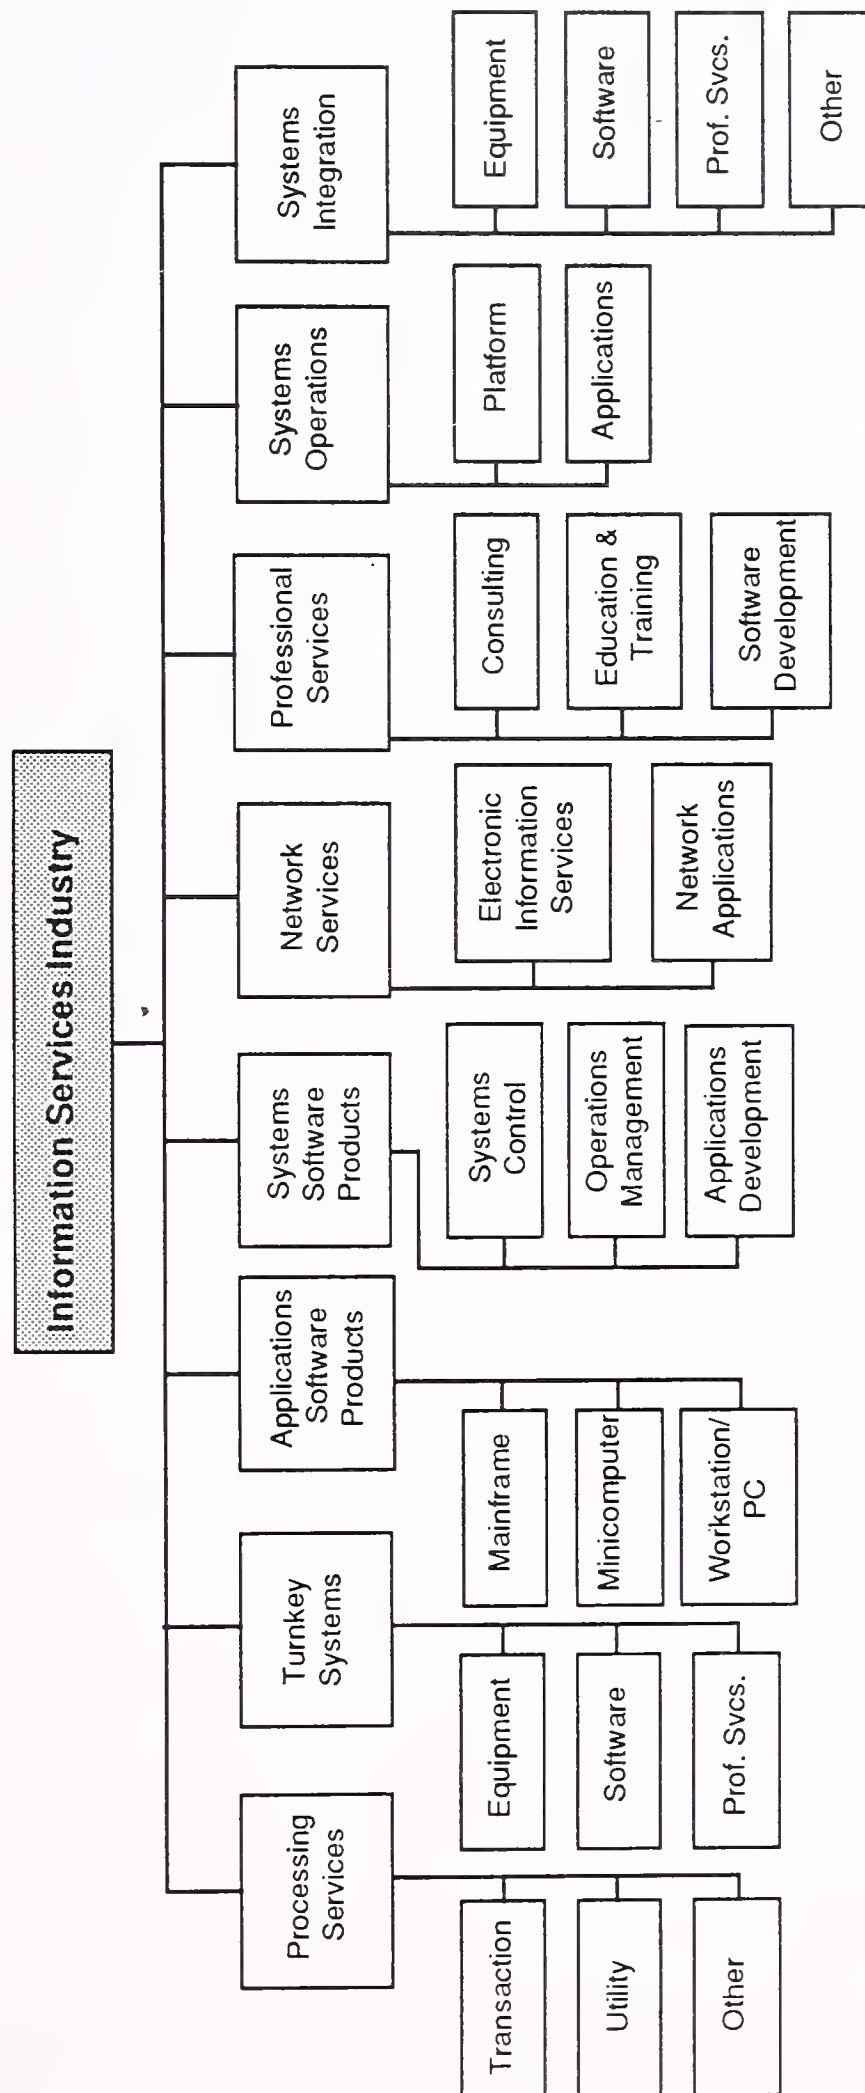 Information Services Industry
Processing
Services
Transaction
Utility
Other
Turnkey
Systems
Equipment
Software
Prof. Svcs.
Applications
Software
Products
Mainframe
Minicomputer
Workstation/
PC
Systems
Software
Products
Systems
Control
Operations
Management
Applications
Development
Network
Services
Electronic
Information
Services
Network
Applications
Professional
Services
Consulting
Education &
Training
Software
Development
Systems
Operations
Platform
Applications
Systems
Integration
Equipment
Software
Prof. Svcs.
Other